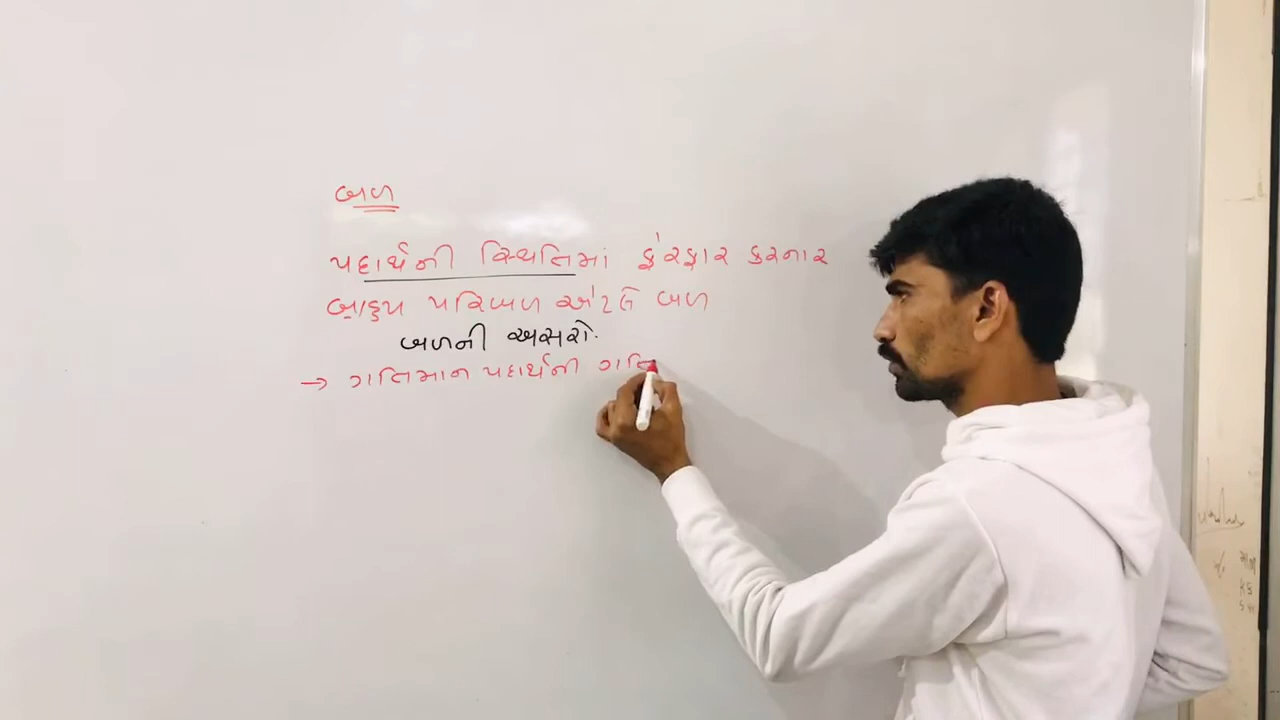 બળ
પદાર્થની સ્થિતિમાં ફેરફાર કરનાર
બાહ્ય પરિબળ એટલે બળ
બળની અસરો.
→ ગતિમાન પદાર્થની ગતિ